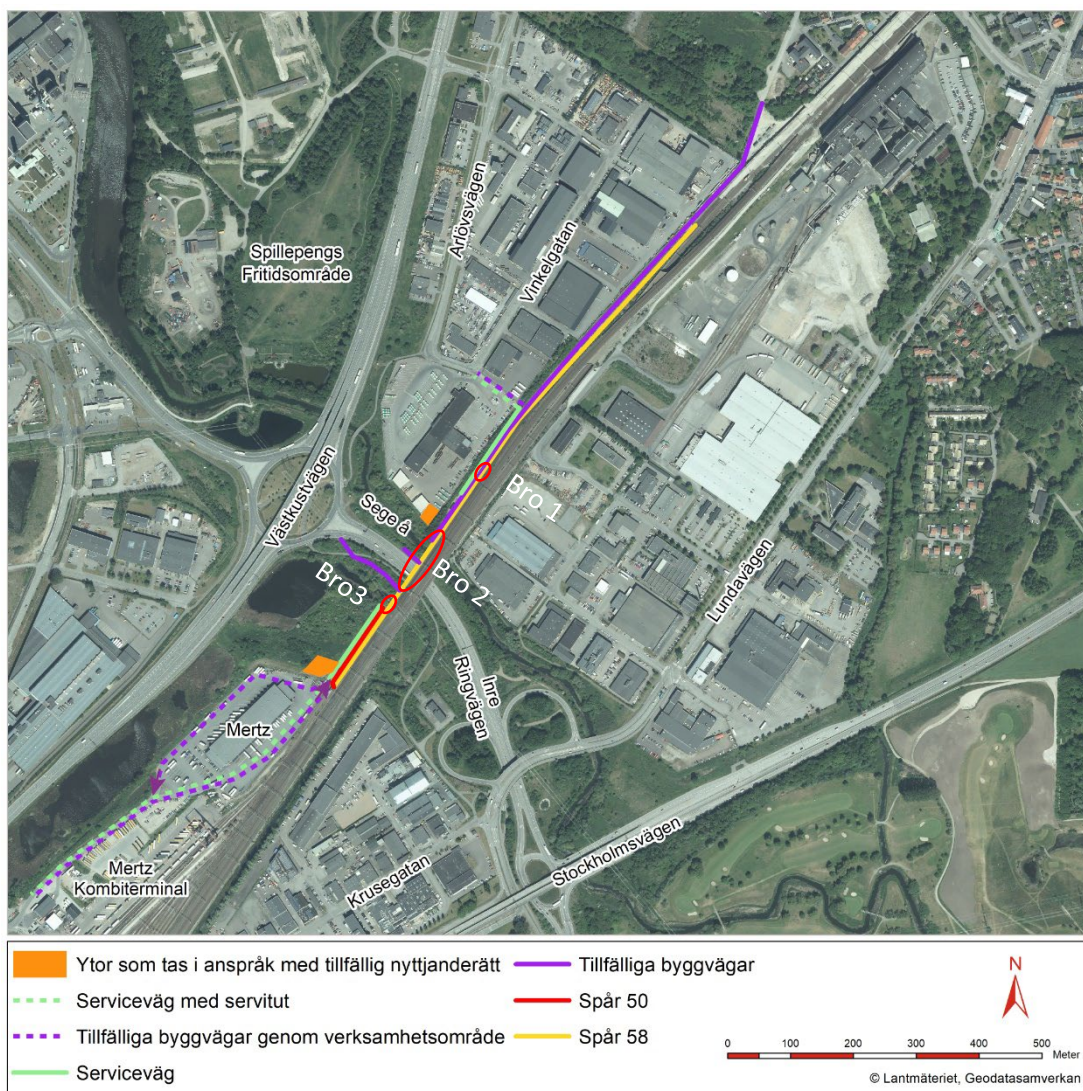 Spillepengs
Fritidsområde
Arlövsvägen
Vinkelgatan
Västkustvägen
Sege å
Bro 1
Bro 2
Bro3
Lundavägen
Inre
Ringvägen
Mertz
Mertz
Kombiterminal
Krusegatan
Stockholmsvägen
Ytor som tas i anspråk med tillfällig nyttjanderätt
Serviceväg med servitut
Tillfälliga byggvägar genom verksamhetsområde
Serviceväg
Tillfälliga byggvägar
Spår 50
Spår 58
N
0 100 200 300 400 500
Meter
© Lantmäteriet, Geodatasamverkan